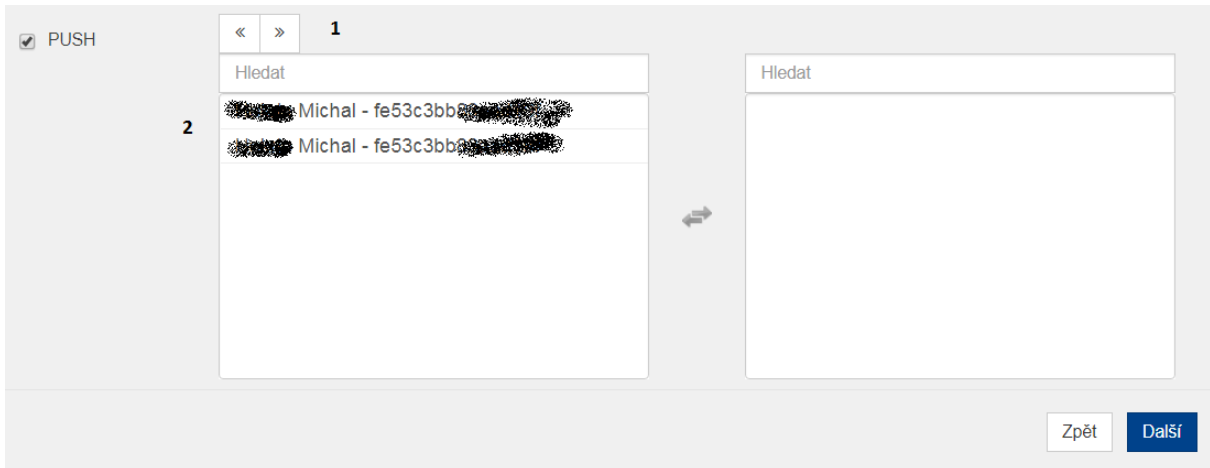 PUSH
« » 1
Hledat
Hledat
2
Michal - fe53c3bb
Michal - fe53c3bb
Zpět
Další